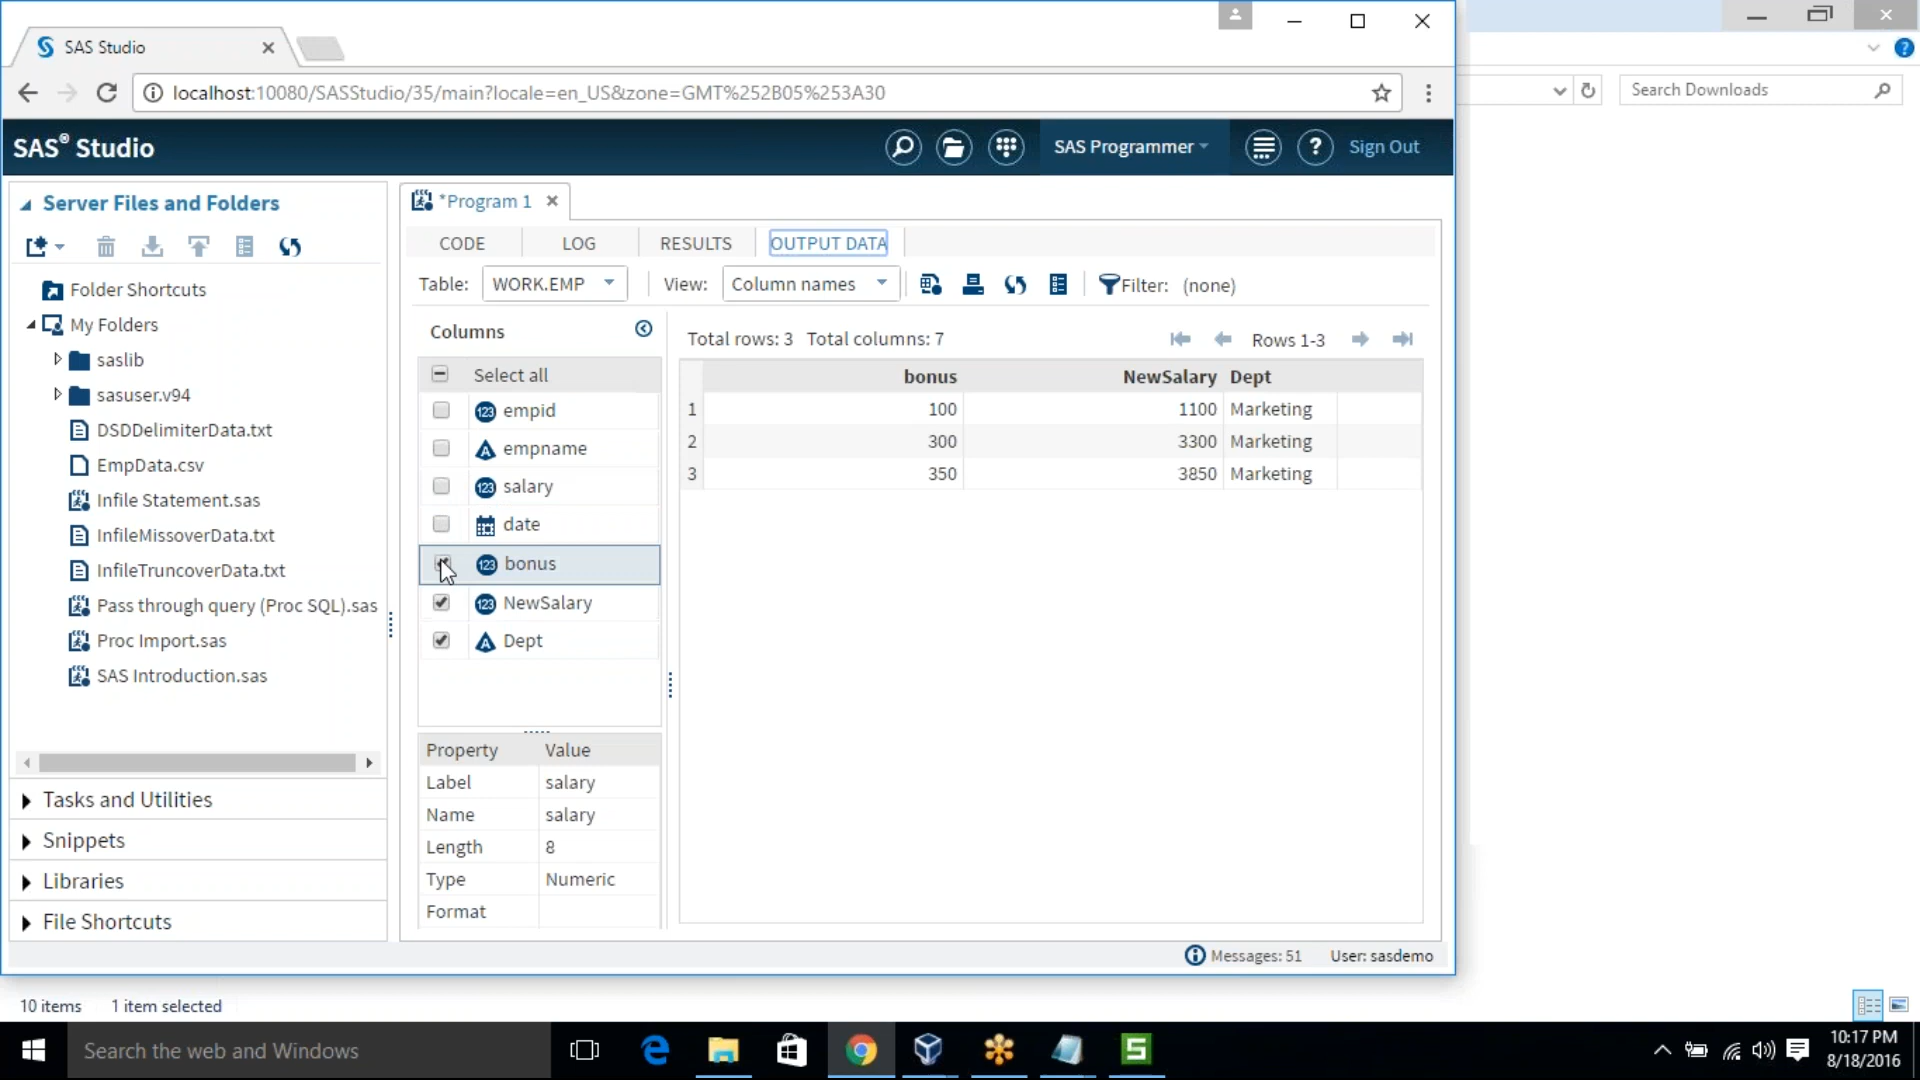 SAS Studio
localhost:10080/SASStudio/35/main?locale=en_US&zone=GMT%252B05%253A30
Search Downloads
SAS® Studio
SAS Programmer
Sign Out
Server Files and Folders
Folder Shortcuts
My Folders
saslib
sasuser.v94
DSDDelimiterData.txt
EmpData.csv
Infile Statement.sas
InfileMissoverData.txt
InfileTruncoverData.txt
Pass through query (Proc SQL).sas
Proc Import.sas
SAS Introduction.sas
Tasks and Utilities
Snippets
Libraries
File Shortcuts
*Program 1
CODE LOG RESULTS OUTPUT DATA
Table: WORK.EMP View: Column names Filter: (none)
Columns
Select all
123 empid
A empname
123 salary
date
123 bonus
123 NewSalary
A Dept
Property Value
Label salary
Name salary
Length 8
Type Numeric
Format
Total rows: 3 Total columns: 7 Rows 1-3
bonus NewSalary Dept
1 100 1100 Marketing
2 300 3300 Marketing
3 350 3850 Marketing
Messages: 51 User: sasdemo
10 items 1 item selected
Search the web and Windows
10:17 PM
8/18/2016